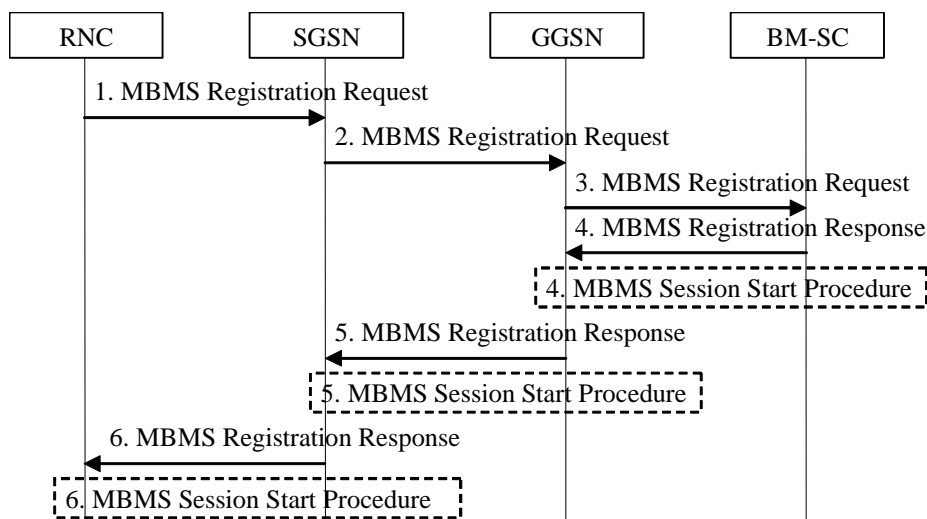 RNC
SGSN
GGSN
BM-SC
1. MBMS Registration Request
2. MBMS Registration Request
3. MBMS Registration Request
4. MBMS Registration Response
4. MBMS Session Start Procedure
5. MBMS Registration Response
5. MBMS Session Start Procedure
6. MBMS Registration Response
6. MBMS Session Start Procedure